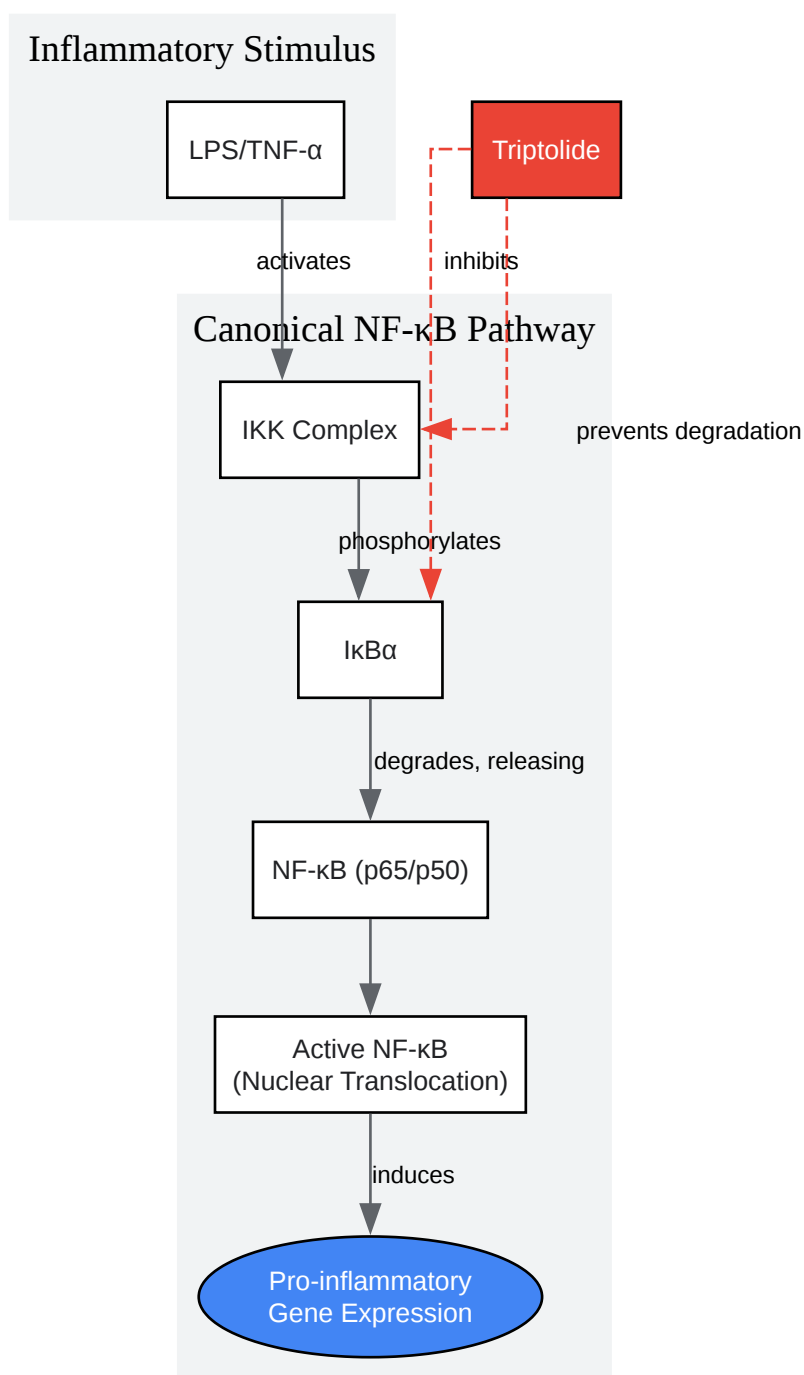 Inflammatory Stimulus
LPS/TNF-α
Triptolide
activates
inhibits
Canonical NF-κB Pathway
IKK Complex
prevents degradation
phosphorylates
IκBα
degrades, releasing
NF-κB (p65/p50)
Active NF-κB
(Nuclear Translocation)
induces
Pro-inflammatory
Gene Expression